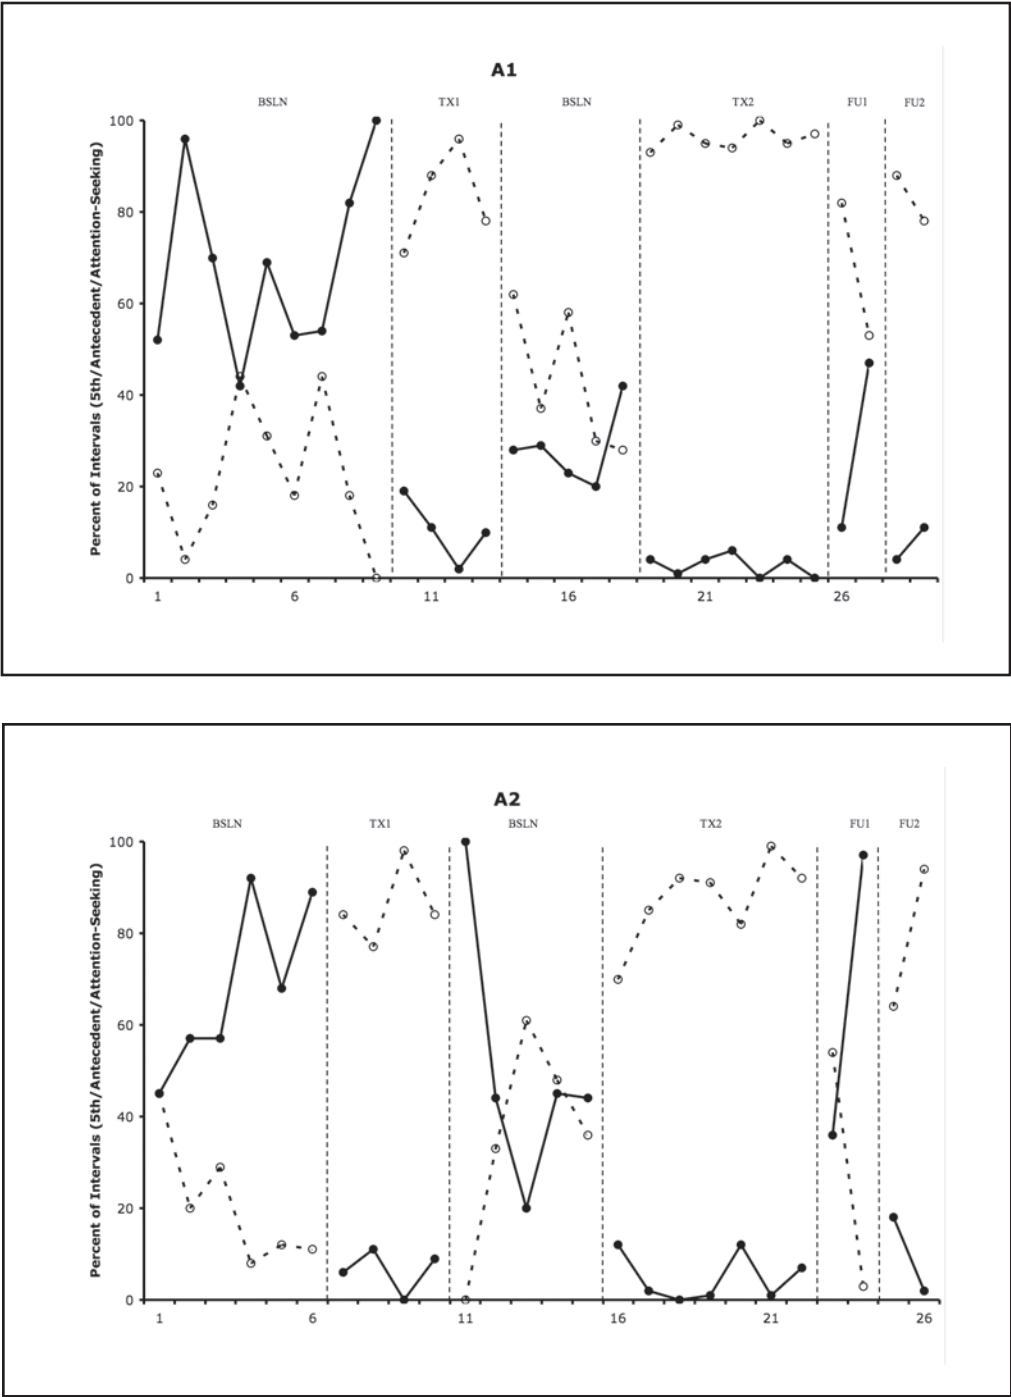 A1
BSLN TX1 BSLN TX2 FU1 FU2
Percent of Intervals (5th/Antecedent/Attention-Seeking)
100
80
60
40
20
0
1 6 11 16 21 26
A2
BSLN TX1 BSLN TX2 FU1 FU2
Percent of Intervals (5th/Antecedent/Attention-Seeking)
100
80
60
40
20
0
1 6 11 16 21 26